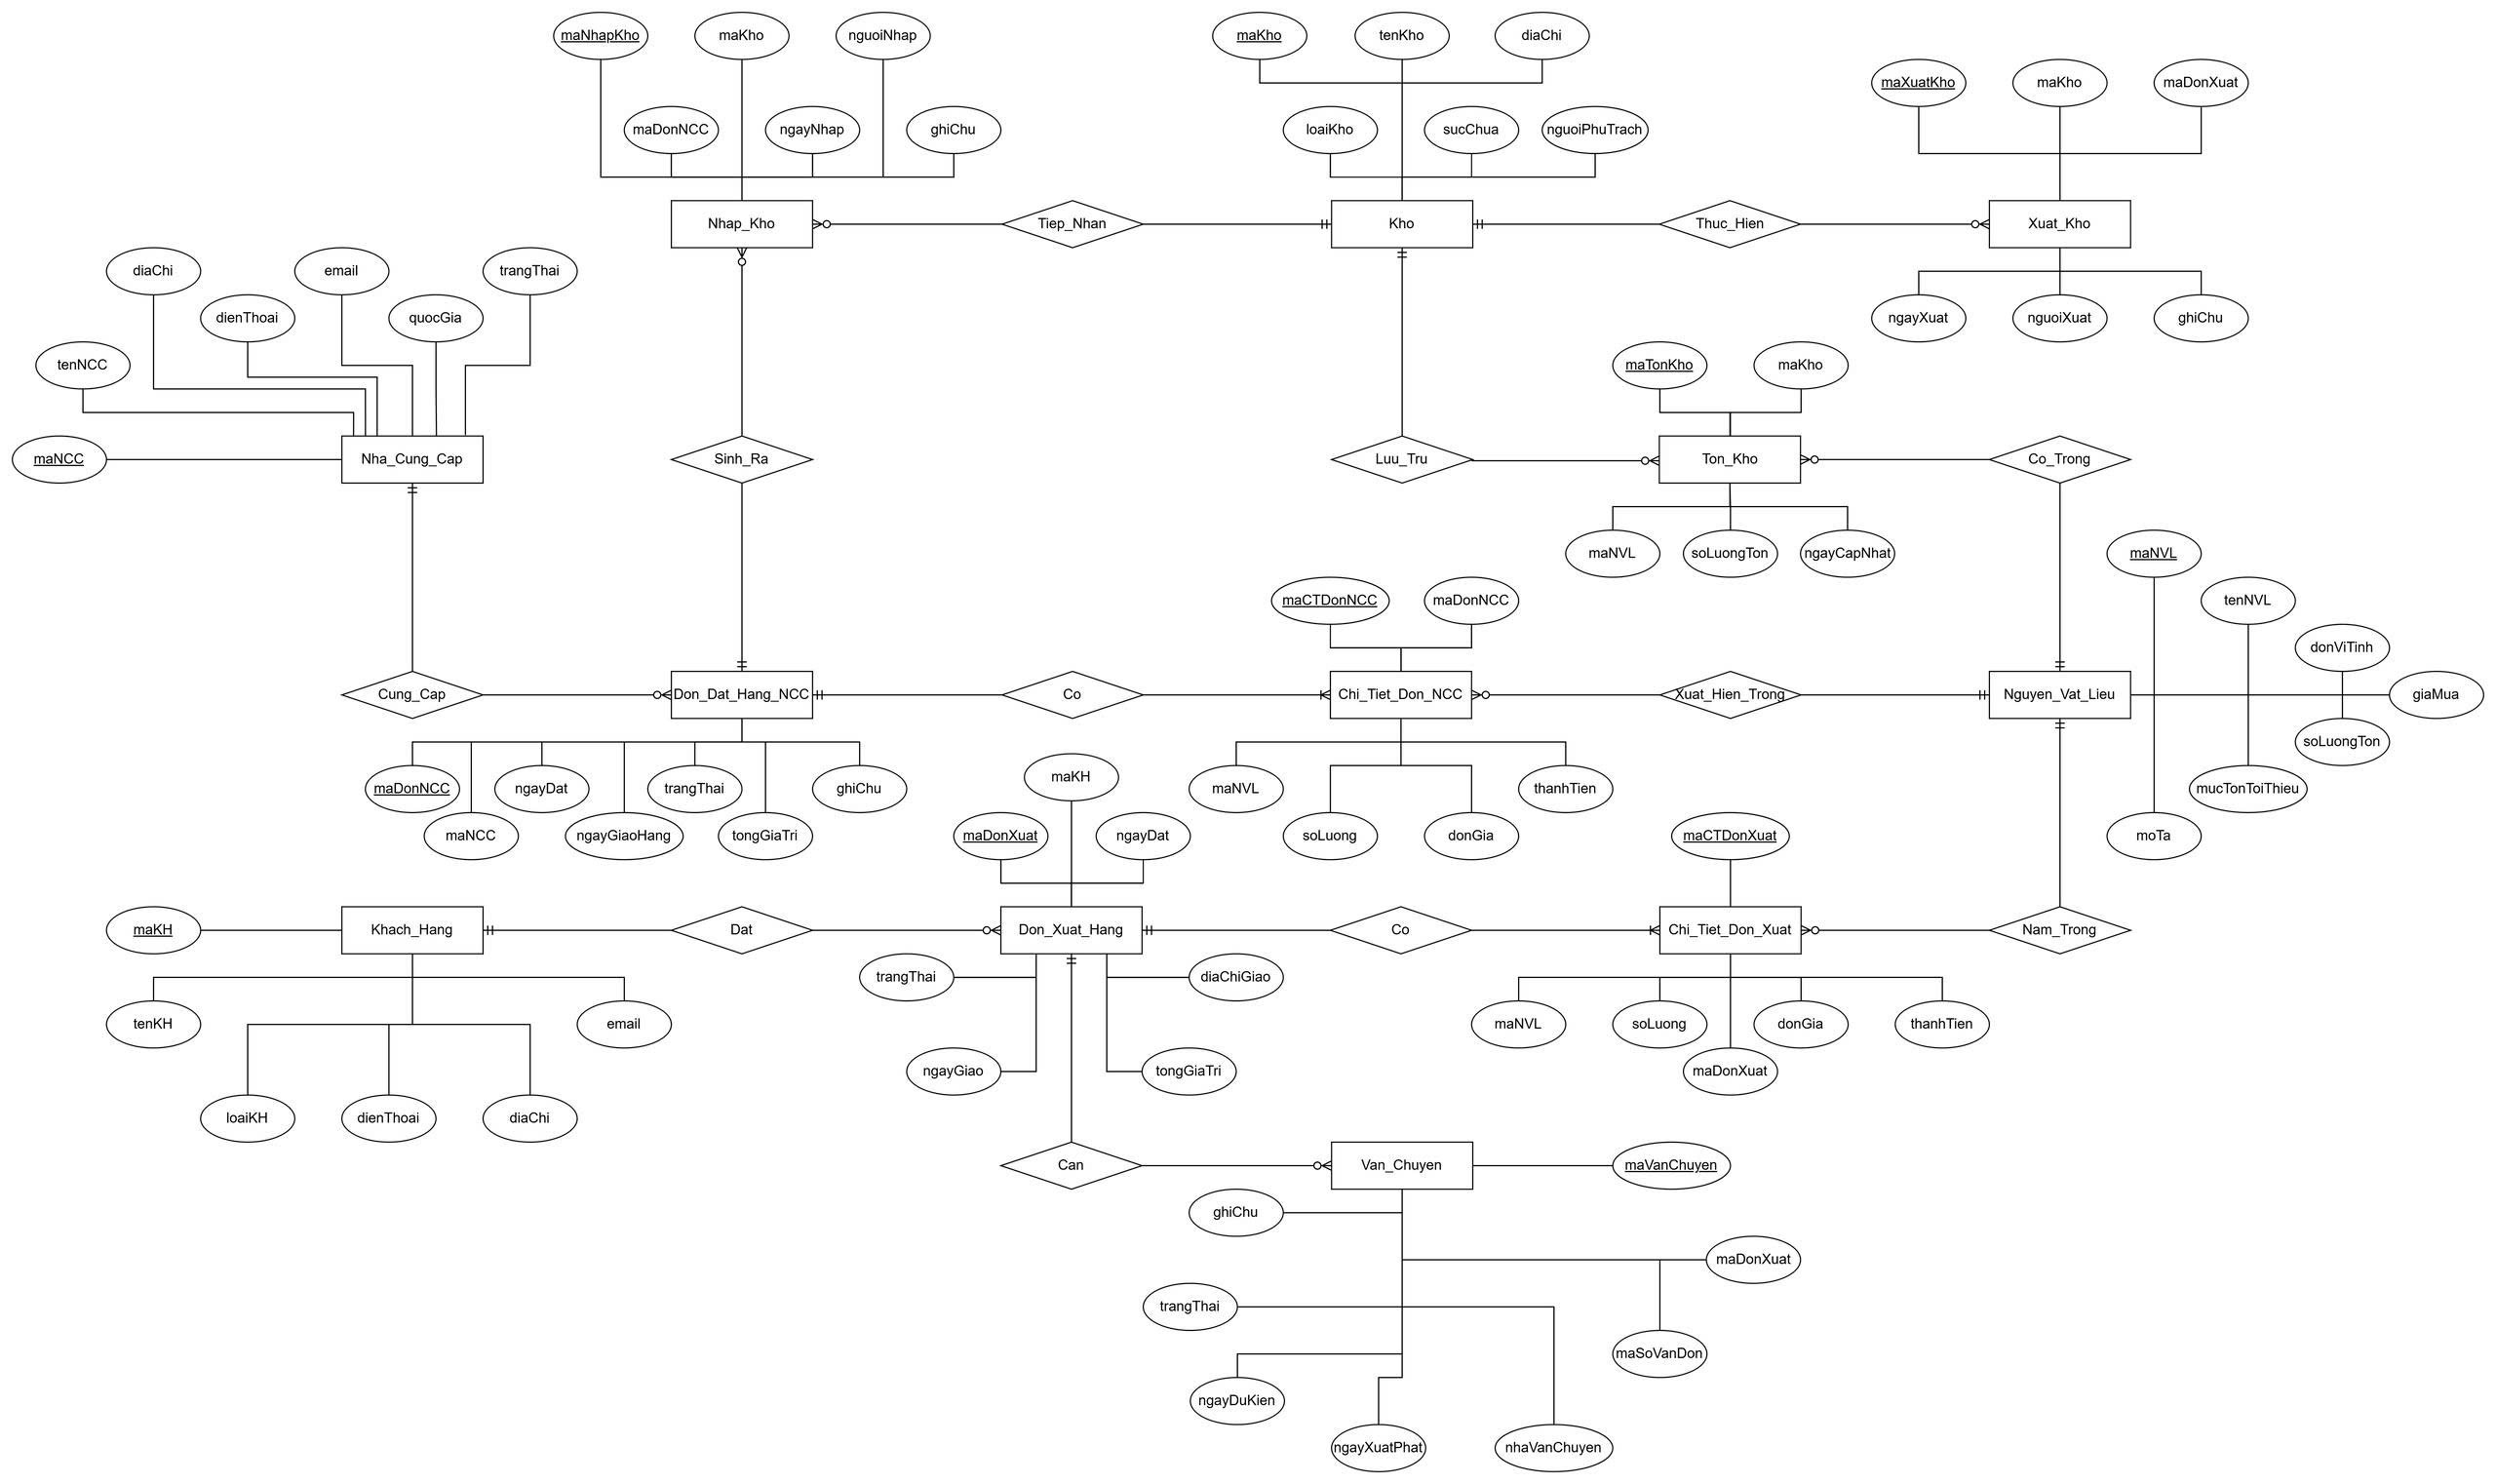 maNhapKho
maKho
nguoiNhap
maKho
tenKho
diaChi
maXuatKho
maKho
maDonXuat
maDonNCC
ngayNhap
ghiChu
loaiKho
sucChua
nguoiPhuTrach
Nhap_Kho
Tiep_Nhan
Kho
Thuc_Hien
Xuat_Kho
diaChi
email
trangThai
dienThoai
quocGia
ngayXuat
nguoiXuat
ghiChu
tenNCC
maTonKho
maKho
maNCC
Nha_Cung_Cap
Sinh_Ra
Luu_Tru
Ton_Kho
Co_Trong
maNVL
soLuongTon
ngayCapNhat
maNVL
maCTDonNCC
maDonNCC
tenNVL
donViTinh
Cung_Cap
Don_Dat_Hang_NCC
Co
Chi_Tiet_Don_NCC
Xuat_Hien_Trong
Nguyen_Vat_Lieu
giaMua
soLuongTon
maKH
maDonNCC
ngayDat
trangThai
ghiChu
maNVL
thanhTien
mucTonToiThieu
maNCC
ngayGiaoHang
tongGiaTri
maDonXuat
ngayDat
soLuong
donGia
maCTDonXuat
moTa
maKH
Khach_Hang
Dat
Don_Xuat_Hang
Co
Chi_Tiet_Don_Xuat
Nam_Trong
trangThai
diaChiGiao
tenKH
email
maNVL
soLuong
donGia
thanhTien
ngayGiao
tongGiaTri
maDonXuat
loaiKH
dienThoai
diaChi
Can
Van_Chuyen
maVanChuyen
ghiChu
maDonXuat
trangThai
maSoVanDon
ngayDuKien
ngayXuatPhat
nhaVanChuyen